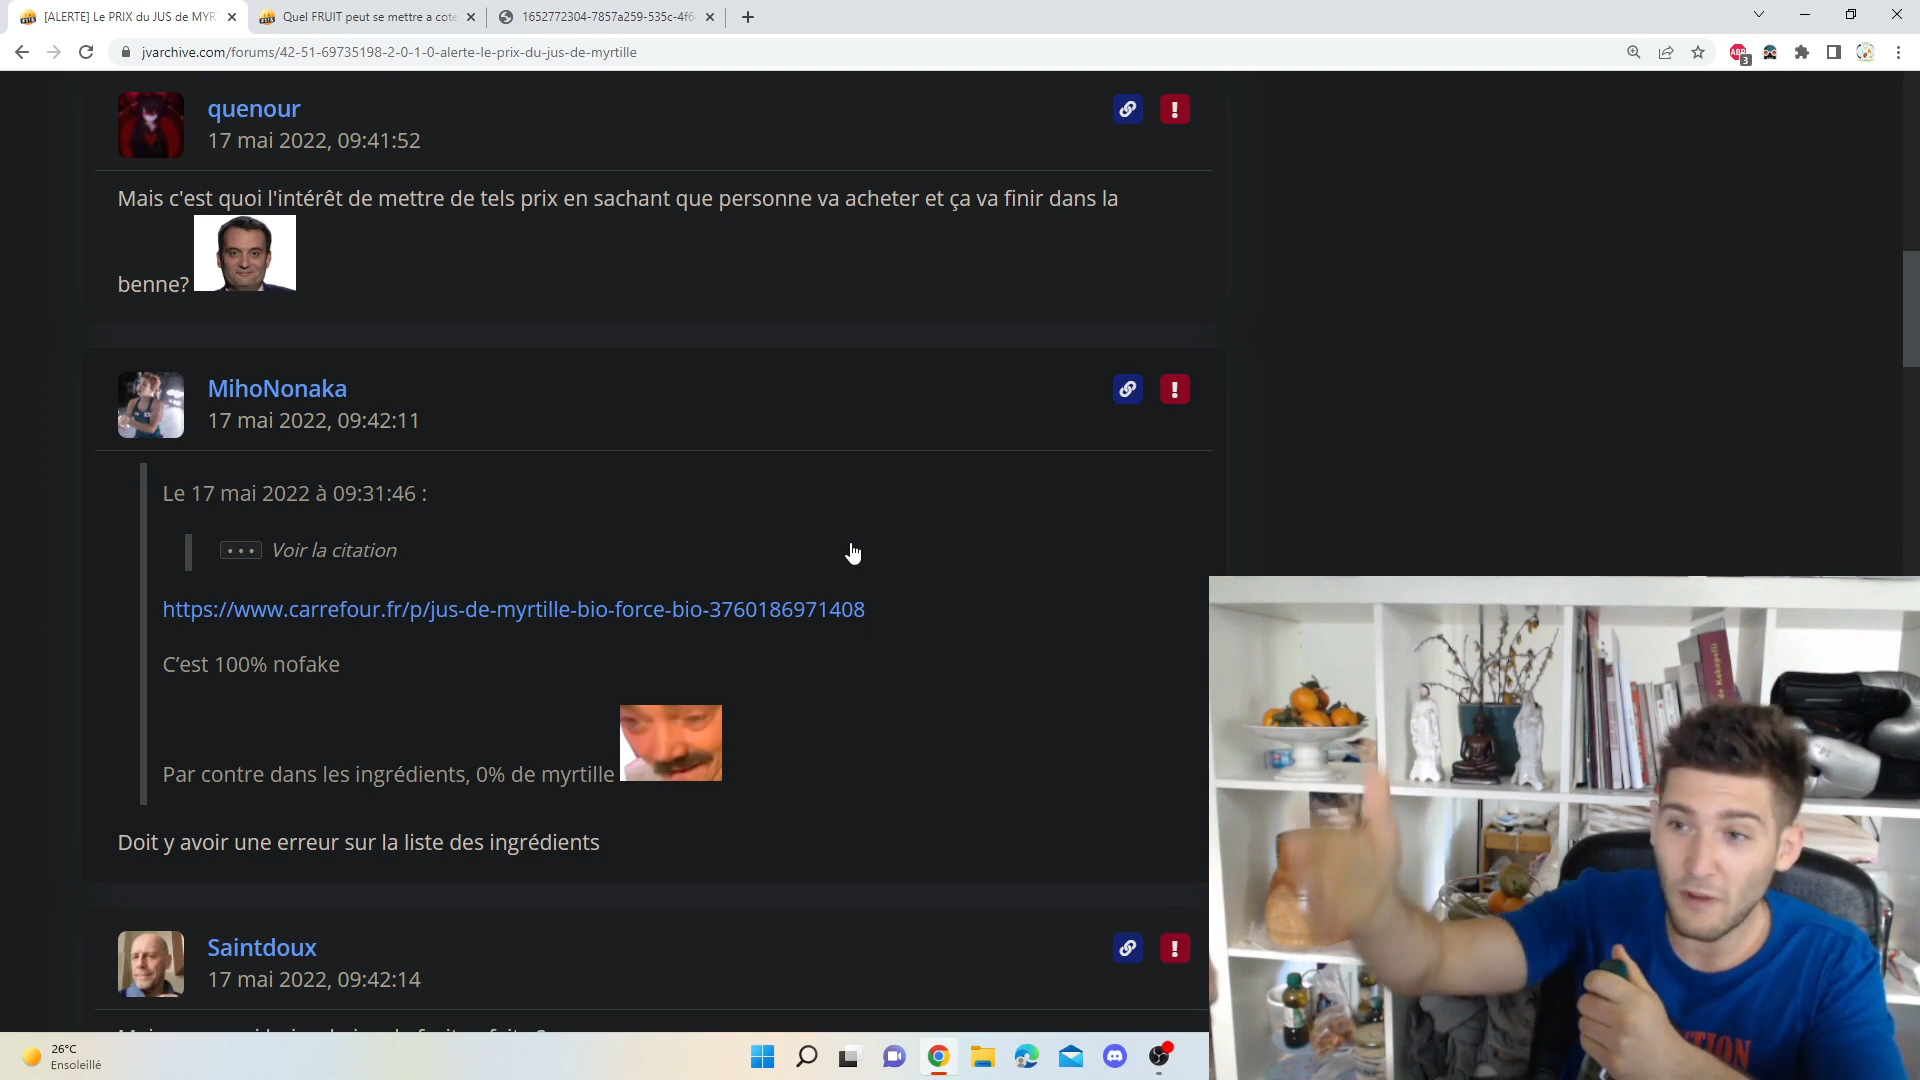 [ALERTE] Le PRIX du JUS de MYR
Quel FRUIT peut se mettre a cote
1652772304-7857a259-535c-4f6
jvarchive.com/forums/42-51-69735198-2-0-1-0-alerte-le-prix-du-jus-de-myrtille
ABP
3
quenour
17 mai 2022, 09:41:52
Mais c'est quoi l'intérêt de mettre de tels prix en sachant que personne va acheter et ça va finir dans la
benne?
MihoNonaka
17 mai 2022, 09:42:11
Le 17 mai 2022 à 09:31:46 :
Voir la citation
https://www.carrefour.fr/p/jus-de-myrtille-bio-force-bio-3760186971408
C'est 100% nofake
Par contre dans les ingrédients, 0% de myrtille
Doit y avoir une erreur sur la liste des ingrédients
Saintdoux
17 mai 2022, 09:42:14
26°C
Ensoleillé